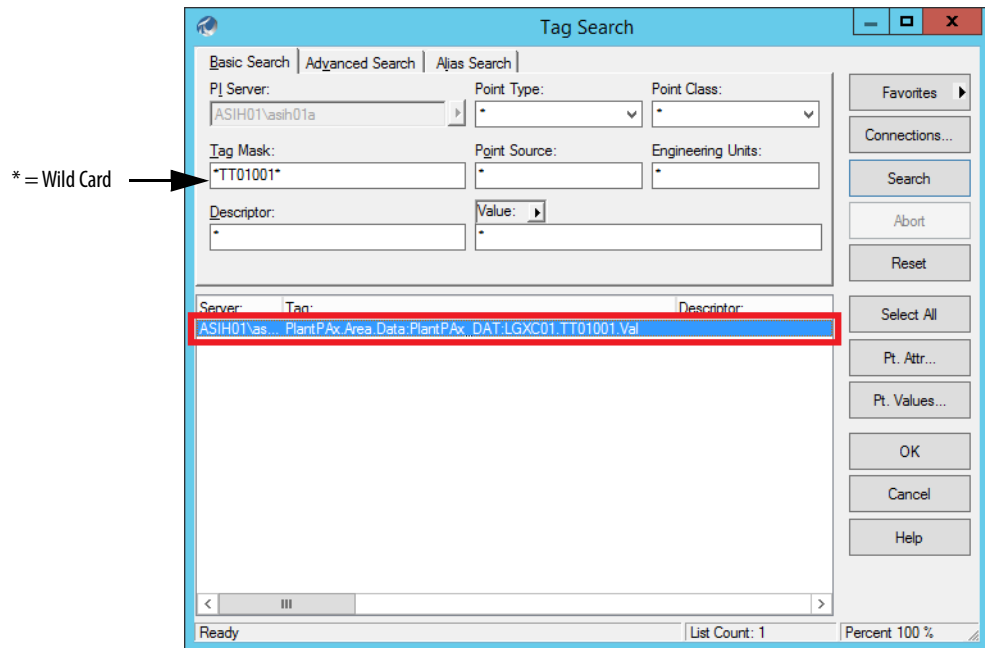 Tag Search
Basic Search Advanced Search Alias Search
PI Server: Point Type: Point Class:
ASIH01\asih01a * *
Tag Mask: Point Source: Engineering Units:
* = Wild Card *TT01001* * *
Descriptor: Value:
* *
Favorites
Connections...
Search
Abort
Reset
Select All
Pt. Attr...
Pt. Values...
OK
Cancel
Help
Server: Tag: Descriptor:
ASIH01\as... PlantPAx.Area.Data:PlantPAx_DAT:LGXC01.TT01001.Val
Ready List Count: 1 Percent 100 %